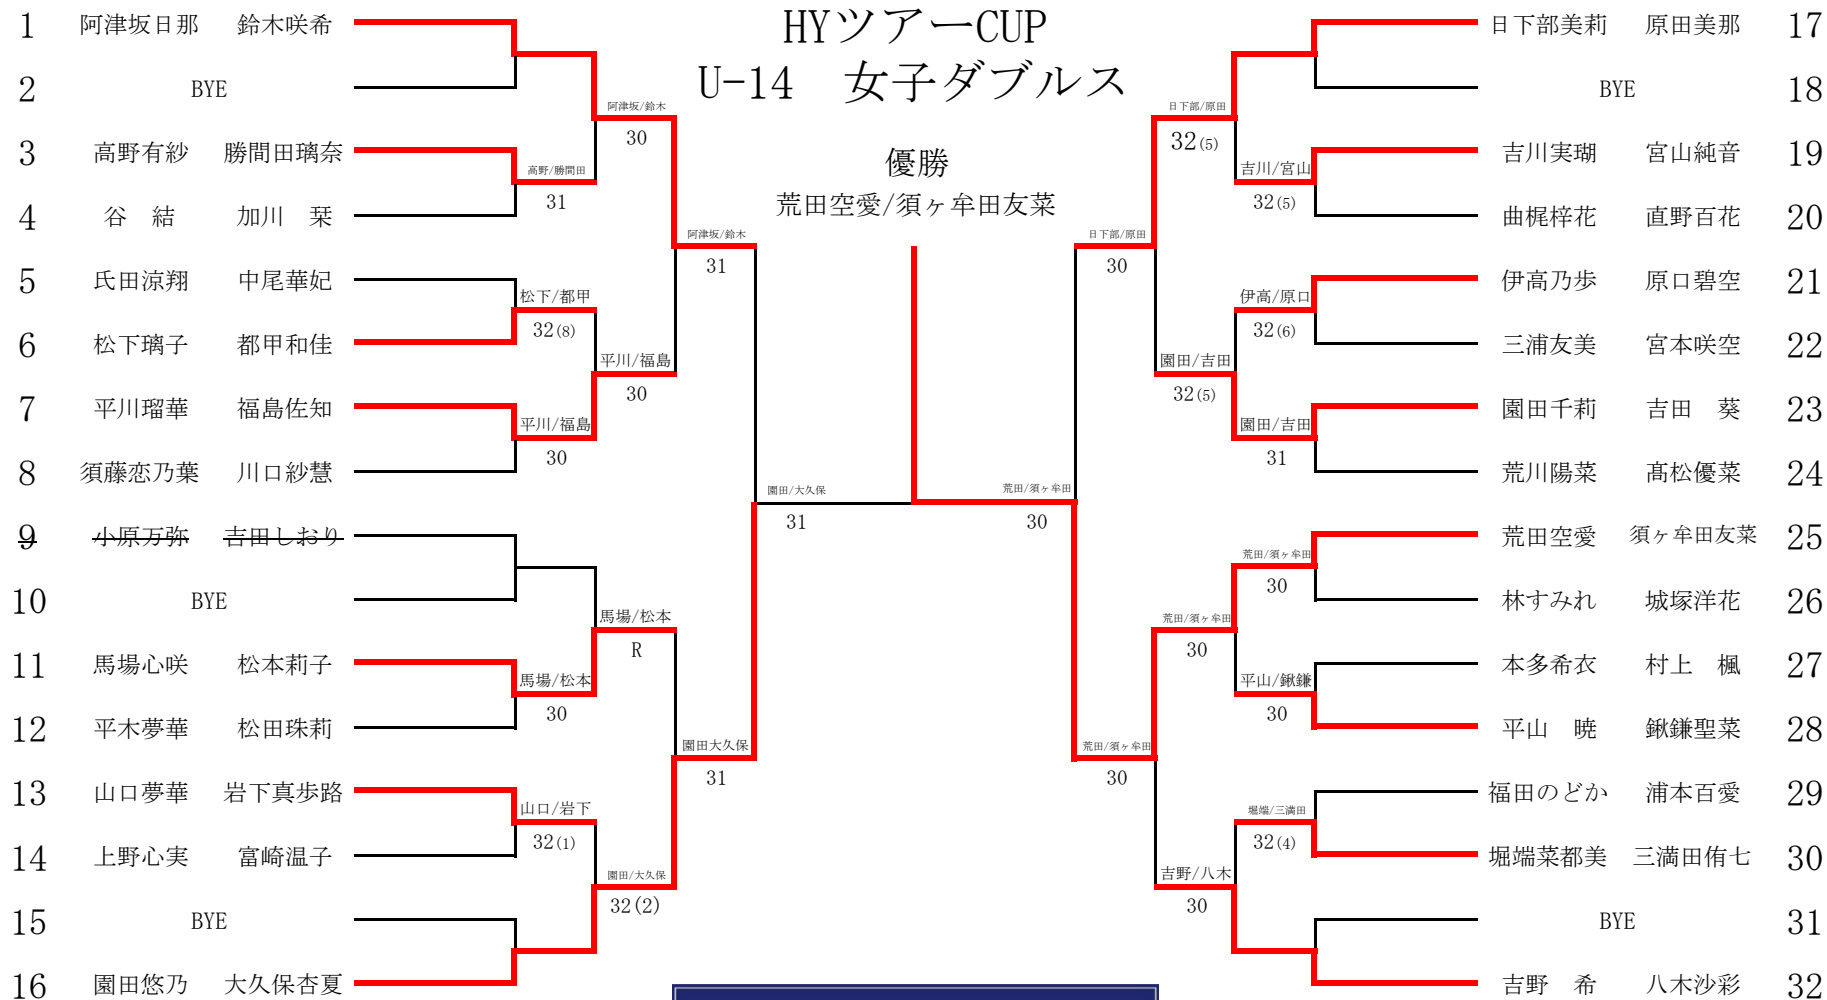 HYツアーCUP
U-14　女子ダブルス
優勝
荒田空愛/須ヶ牟田友菜
1 阿津坂日那 鈴木咲希
2 BYE
3 高野有紗 勝間田璃奈
4 谷　結 加川　栞
5 氏田涼翔 中尾華妃
6 松下璃子 都甲和佳
7 平川瑠華 福島佐知
8 須藤恋乃葉 川口紗慧
9 小原万弥 吉田しおり
10 BYE
11 馬場心咲 松本莉子
12 平木夢華 松田珠莉
13 山口夢華 岩下真歩路
14 上野心実 富崎温子
15 BYE
16 園田悠乃 大久保杏夏
高野/勝間田
31
松下/都甲
32(8)
平川/福島
30
馬場/松本
30
山口/岩下
32(1)
阿津坂/鈴木
30
平川/福島
30
馬場/松本
R
園田/大久保
32(2)
阿津坂/鈴木
31
園田大久保
31
園田/大久保
31
荒田/須ヶ牟田
30
日下部/原田
30
荒田/須ヶ牟田
30
日下部/原田
32(5)
園田/吉田
32(5)
荒田/須ヶ牟田
30
吉野/八木
30
吉川/宮山
32(5)
伊高/原口
32(6)
園田/吉田
31
荒田/須ヶ牟田
30
平山/鍬鎌
30
堀端/三満田
32(4)
日下部美莉 原田美那 17
BYE 18
吉川実瑚 宮山純音 19
曲梶梓花 直野百花 20
伊高乃歩 原口碧空 21
三浦友美 宮本咲空 22
園田千莉 吉田　葵 23
荒川陽菜 髙松優菜 24
荒田空愛 須ヶ牟田友菜 25
林すみれ 城塚洋花 26
本多希衣 村上　楓 27
平山　暁 鍬鎌聖菜 28
福田のどか 浦本百愛 29
堀端菜都美 三満田侑七 30
BYE 31
吉野　希 八木沙彩 32